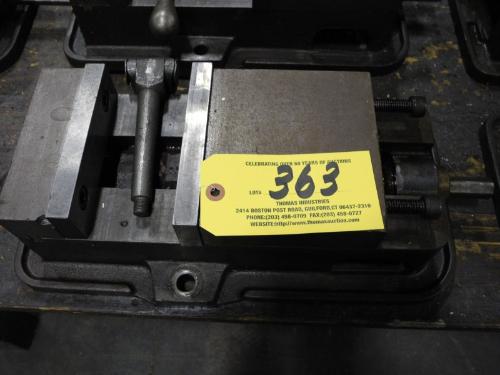 CELEBRATING OVER 50 YEARS OF AUCTIONS
LOT# 363
THOMAS INDUSTRIES
2414 BOSTON POST ROAD, GUILFORD,CT 06437-2319
PHONE:(203) 458-0709 FAX:(203) 458-0727
WEBSITE:http://www.thomasauction.com